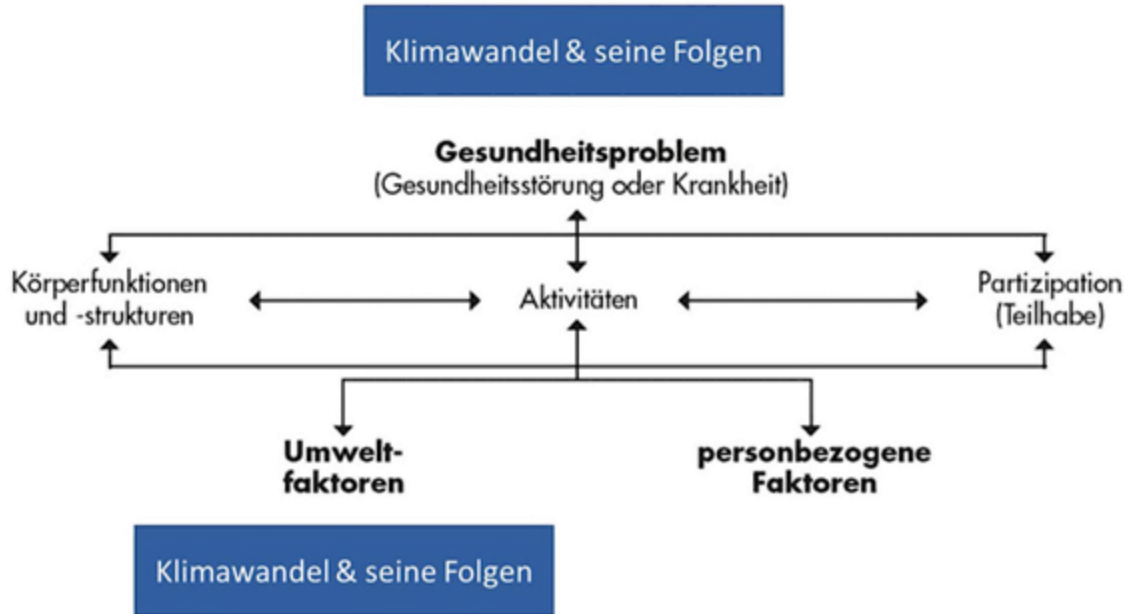 Klimawandel & seine Folgen
Gesundheitsproblem
(Gesundheitsstörung oder Krankheit)
Körperfunktionen
und -strukturen
Aktivitäten
Partizipation
(Teilhabe)
Umwelt-
faktoren
personbezogene
Faktoren
Klimawandel & seine Folgen